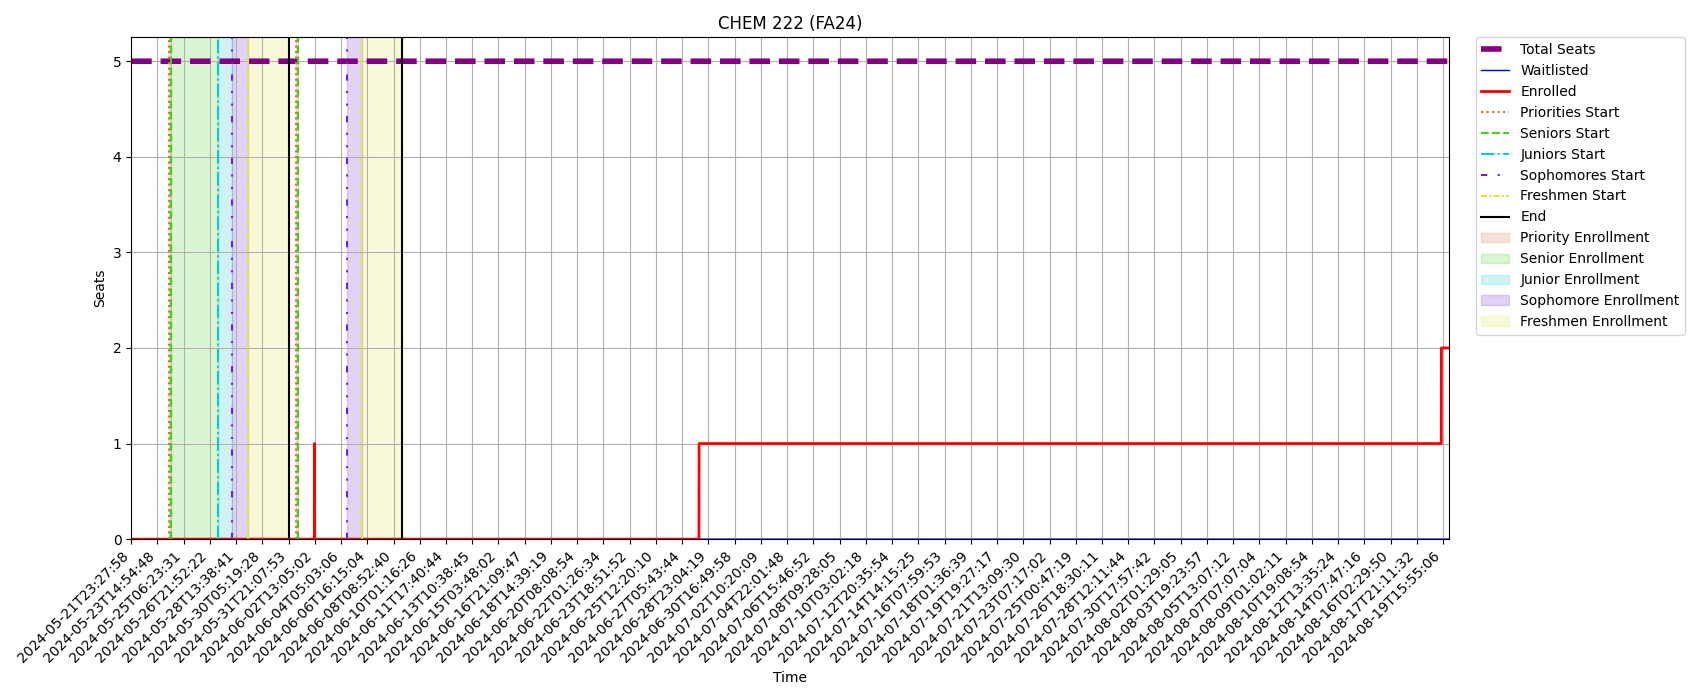 CHEM 222 (FA24)
Seats
5
4
3
2
1
0
2024-05-21T23:27:58
2024-05-23T14:54:48
2024-05-25T06:23:31
2024-05-26T21:52:22
2024-05-28T13:38:41
2024-05-30T05:19:28
2024-05-31T21:07:53
2024-06-02T13:05:02
2024-06-04T05:03:06
2024-06-06T16:15:04
2024-06-08T08:52:40
2024-06-10T01:16:26
2024-06-11T17:40:44
2024-06-13T10:38:45
2024-06-15T03:48:02
2024-06-16T21:09:47
2024-06-18T14:39:19
2024-06-20T08:08:54
2024-06-22T01:26:34
2024-06-23T18:51:52
2024-06-25T12:20:10
2024-06-27T05:43:44
2024-06-28T23:04:19
2024-06-30T16:49:58
2024-07-02T10:20:09
2024-07-04T22:01:48
2024-07-06T15:46:52
2024-07-08T09:28:05
2024-07-10T03:02:18
2024-07-12T20:35:54
2024-07-14T14:15:25
2024-07-16T07:59:53
2024-07-18T01:36:39
2024-07-19T19:27:17
2024-07-21T13:09:30
2024-07-23T07:17:02
2024-07-25T00:47:19
2024-07-26T18:30:11
2024-07-28T12:11:44
2024-07-30T17:57:42
2024-08-02T01:29:05
2024-08-03T19:23:57
2024-08-05T13:07:12
2024-08-07T07:07:04
2024-08-09T01:02:11
2024-08-10T19:08:54
2024-08-12T13:35:24
2024-08-14T07:47:16
2024-08-16T02:29:50
2024-08-17T21:11:32
2024-08-19T15:55:06
Time
Total Seats
Waitlisted
Enrolled
Priorities Start
Seniors Start
Juniors Start
Sophomores Start
Freshmen Start
End
Priority Enrollment
Senior Enrollment
Junior Enrollment
Sophomore Enrollment
Freshmen Enrollment